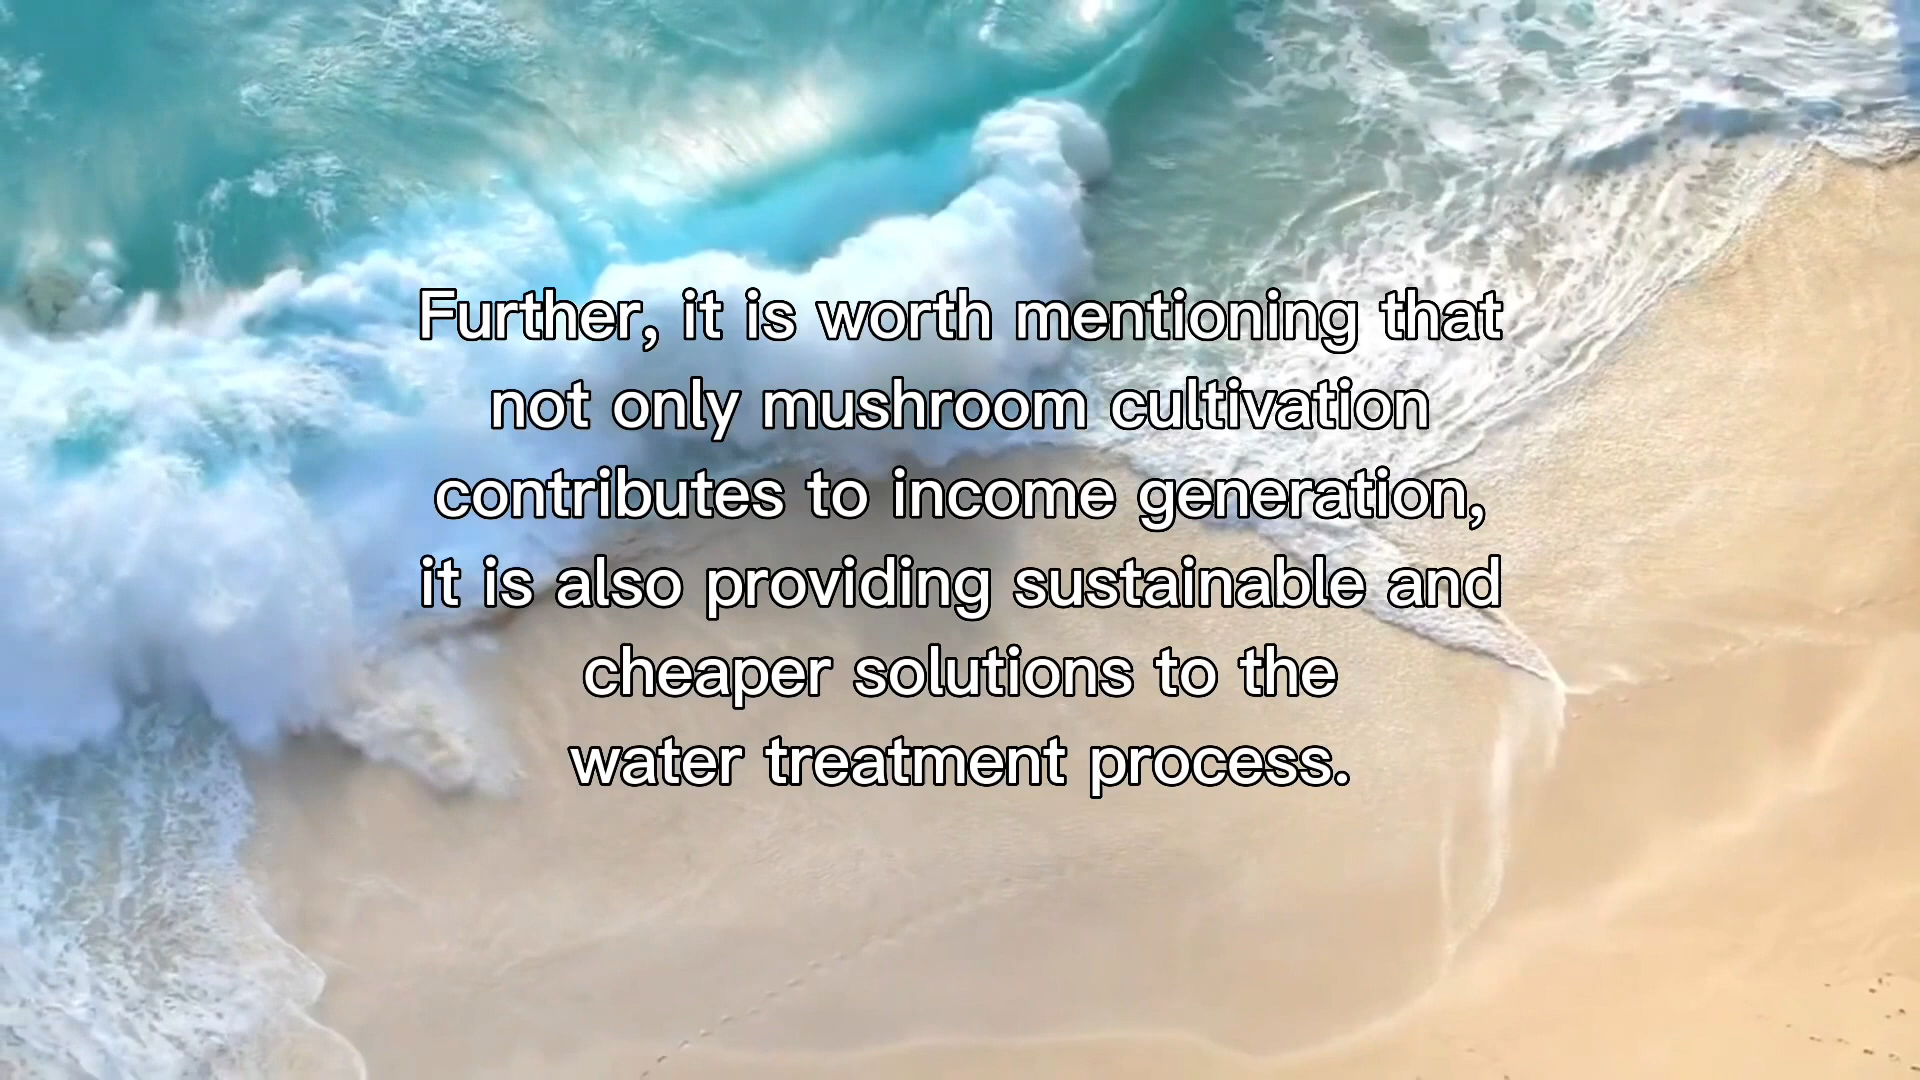 Further, it is worth mentioning that
not only mushroom cultivation
contributes to income generation,
it is also providing sustainable and
cheaper solutions to the
water treatment process.